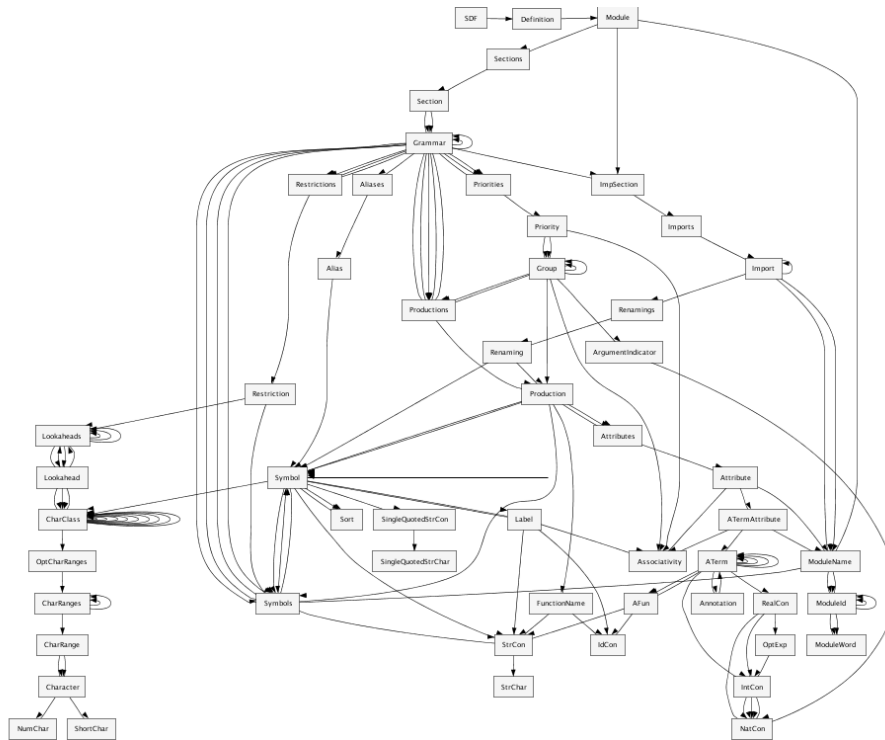 SDF
Definition
Module
Sections
Section
Grammar
Restrictions
Aliases
Priorities
ImpSection
Priority
Imports
Alias
Group
Import
Productions
Renamings
Renaming
ArgumentIndicator
Restriction
Production
Lookaheads
Attributes
Lookahead
Symbol
Attribute
CharClass
Sort
SingleQuotedStrCon
Label
ATermAttribute
OptCharRanges
SingleQuotedStrChar
Associativity
ATerm
ModuleName
CharRanges
Symbols
FunctionName
AFun
Annotation
RealCon
ModuleId
CharRange
StrCon
IdCon
OptExp
ModuleWord
Character
StrChar
IntCon
NumChar
ShortChar
NatCon